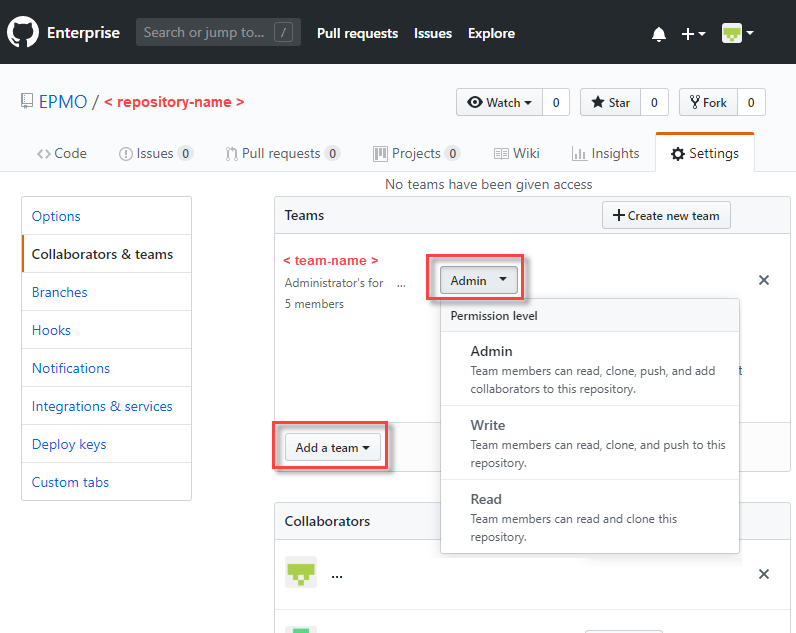 Enterprise
Search or jump to... /
Pull requests
Issues
Explore
EPMO / < repository-name >
Watch 0
Star 0
Fork 0
Code
Issues 0
Pull requests 0
Projects 0
Wiki
Insights
Settings
No teams have been given access
Options
Collaborators & teams
Branches
Hooks
Notifications
Integrations & services
Deploy keys
Custom tabs
Teams
Create new team
< team-name >
Administrator's for ...
5 members
Admin
Permission level
Admin
Team members can read, clone, push, and add
collaborators to this repository.
Write
Team members can read, clone, and push to this
repository.
Read
Team members can read and clone this
repository.
Add a team
Collaborators
...